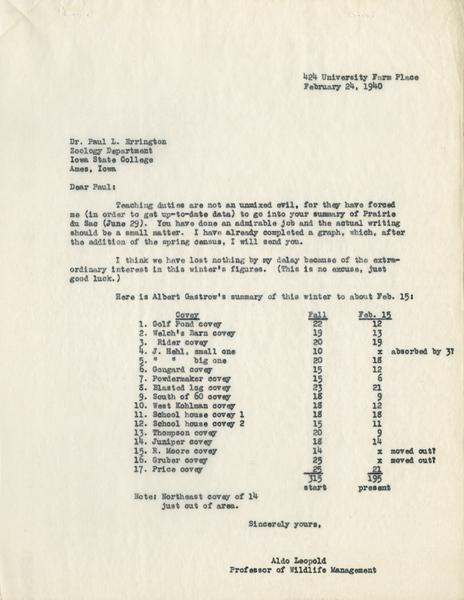 424 University Farm Place
February 24, 1940
Dr. Paul L. Errington
Zoology Department
Iowa State College
Ames, Iowa
Dear Paul:
Teaching duties are not an unmixed evil, for they have forced
me (in order to get up-to-date data) to go into your summary of Prairie
du Sac (June 29). You have done an admirable job and the actual writing
should be a small matter. I have already completed a graph, which, after
the addition of the spring census, I will send you.
I think we have lost nothing by my delay because of the extra-
ordinary interest in this winter's figures. (This is no excuse, just
good luck.)
Here is Albert Gastrow's summary of this winter to about Feb. 15:
Covey Fall Feb. 15
1. Golf Pond covey 22 12
2. Welch's Barn covey 19 13
3. Rider covey 20 19
4. J. Hehl, small one 10 x absorbed by 3?
5. " " big one 20 18
6. Gongard covey 15 12
7. Powdermaker covey 15 6
8. Blasted log covey 23 21
9. South of 60 covey 18 9
10. West Kohlman covey 18 12
11. School house covey 1 18 18
12. School house covey 2 15 11
13. Thompson covey 20 9
14. Juniper covey 18 14
15. R. Moore covey 14 x moved out?
16. Gruber covey 25 x moved out?
17. Price covey 25 21
315 195
start present
Note: Northeast covey of 14
just out of area.
Sincerely yours,
Aldo Leopold
Professor of Wildlife Management